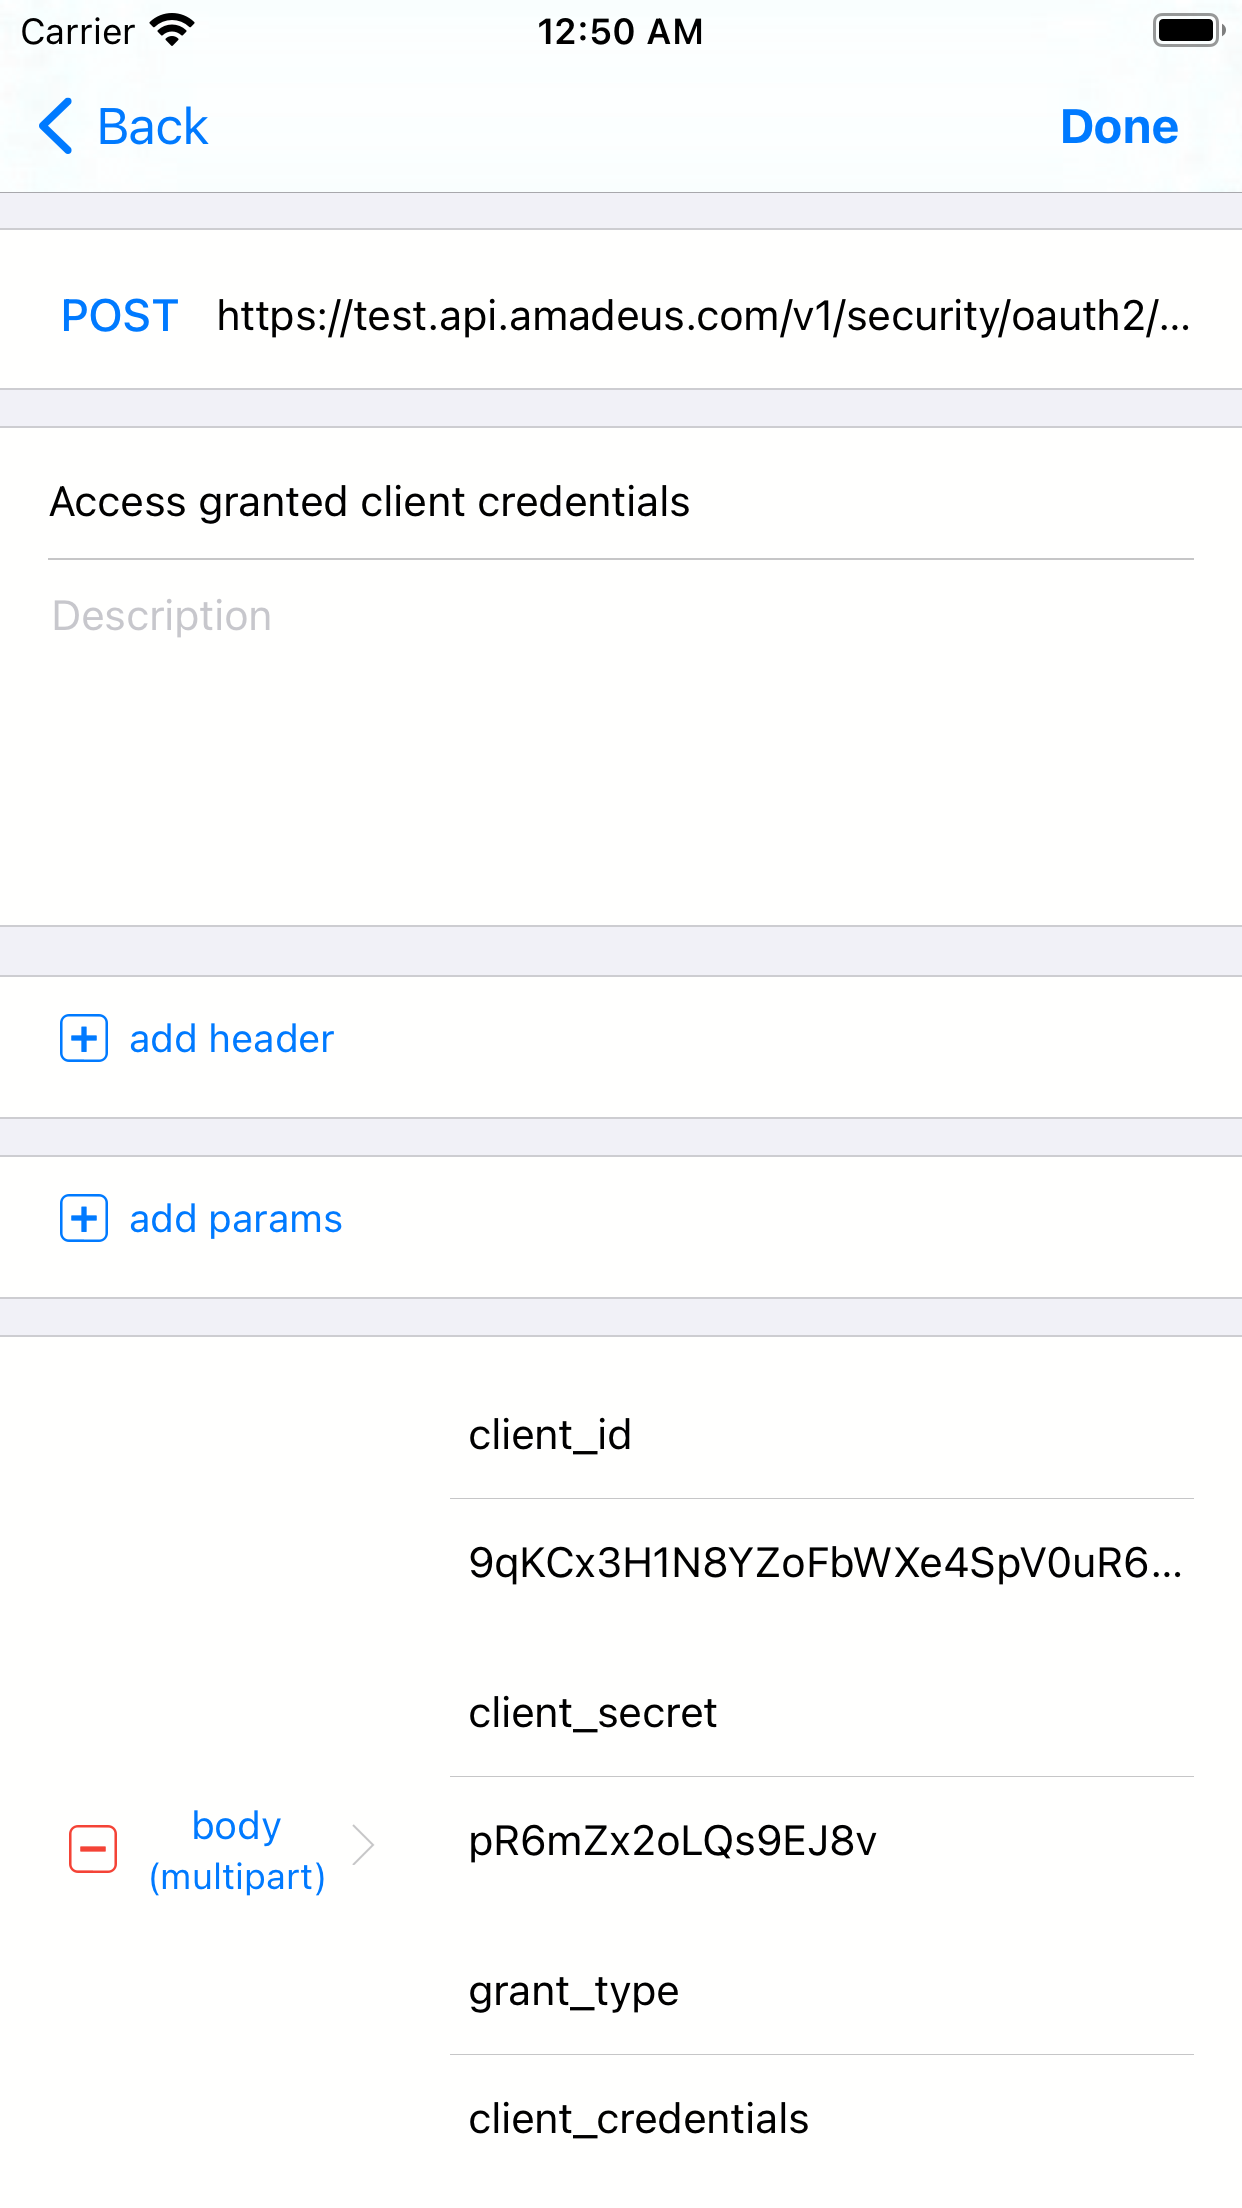 Carrier 12:50 AM
Back Done
POST https://test.api.amadeus.com/v1/security/oauth2/...
Access granted client credentials
Description
add header
add params
client_id
9qKCx3H1N8YZoFbWXe4SpV0uR6...
client_secret
body
(multipart)
pR6mZx2oLQs9EJ8v
grant_type
client_credentials